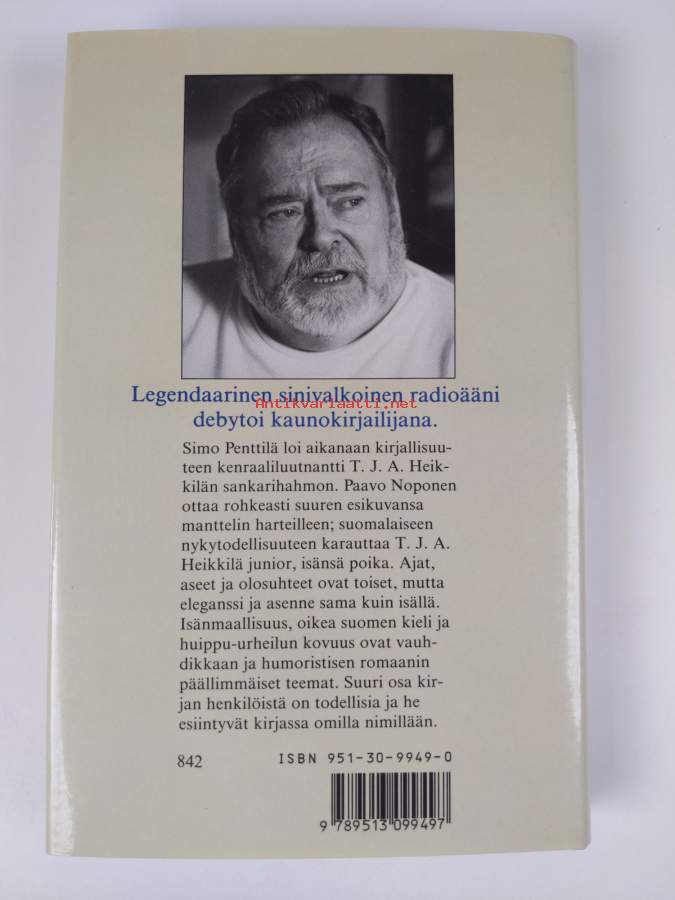 Legendaarinen sinivalkoinen radioääni
Antikvariaatti.net
debytoi kaunokirjailijana.
Simo Penttilä loi aikanaan kirjallisuu-
teen kenraaliluutnantti T. J. A. Heik-
kilän sankarihahmon. Paavo Noponen
ottaa rohkeasti suuren esikuvansa
manttelin harteilleen; suomalaiseen
nykytodellisuuteen karauttaa T. J. A.
Heikkilä junior, isänsä poika. Ajat,
aseet ja olosuhteet ovat toiset, mutta
eleganssi ja asenne sama kuin isällä.
Isänmaallisuus, oikea suomen kieli ja
huippu-urheilun kovuus ovat vauh-
dikkaan ja humoristisen romaanin
päällimmäiset teemat. Suuri osa kir-
jan henkilöistä on todellisia ja he
esiintyvät kirjassa omilla nimillään.
842 ISBN 951-30-9949-0
9 789513 099497